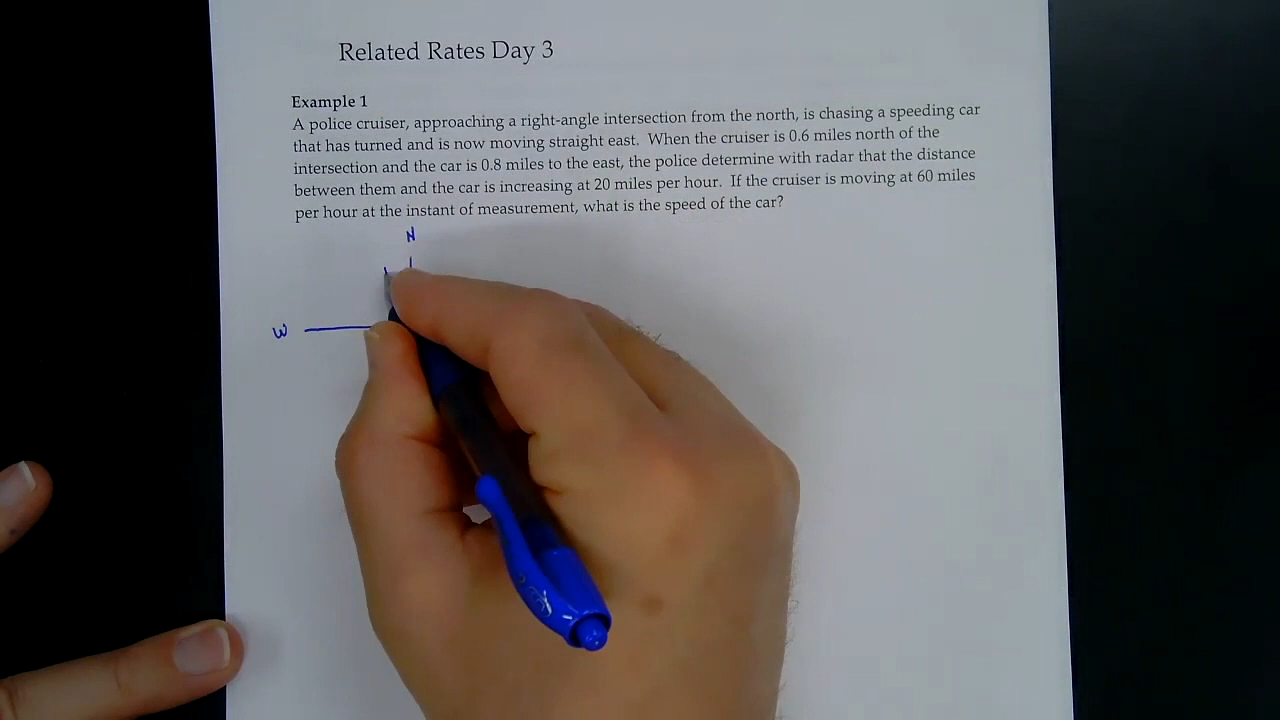 Related Rates Day 3
Example 1
A police cruiser, approaching a right-angle intersection from the north, is chasing a speeding car
that has turned and is now moving straight east. When the cruiser is 0.6 miles north of the
intersection and the car is 0.8 miles to the east, the police determine with radar that the distance
between them and the car is increasing at 20 miles per hour. If the cruiser is moving at 60 miles
per hour at the instant of measurement, what is the speed of the car?
N
W